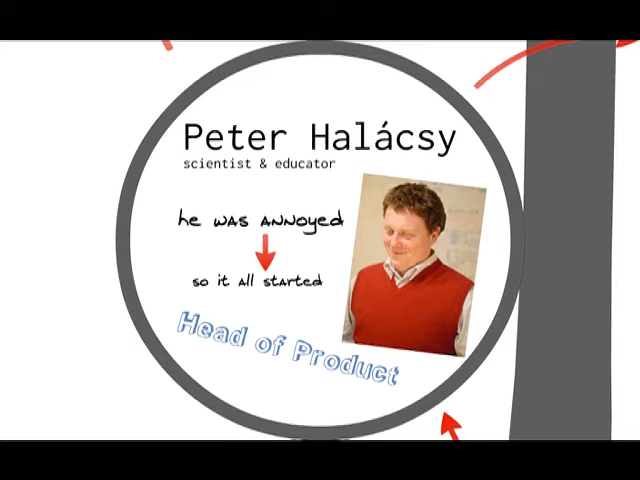 Peter Halácsy
scientist & educator
he was annoyed
so it all started
Head of Product